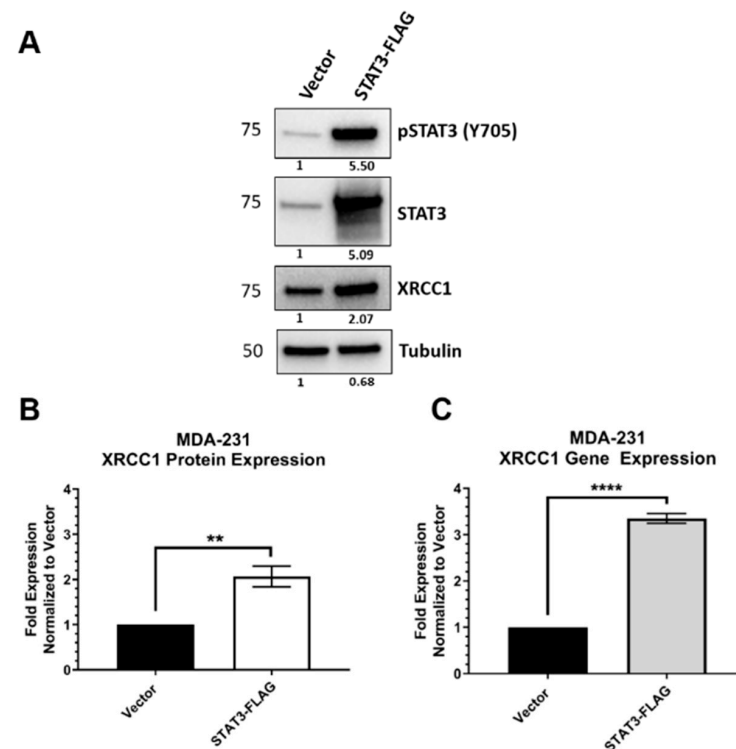 A
Vector
STAT3-FLAG
75
pSTAT3 (Y705)
1 5.50
75
STAT3
1 5.09
75
XRCC1
1 2.07
50
Tubulin
1 0.68
B
MDA-231
XRCC1 Protein Expression
Fold Expression
Normalized to Vector
4
3
2
1
0
**
Vector
STAT3-FLAG
C
MDA-231
XRCC1 Gene Expression
Fold Expression
Normalized to Vector
4
3
2
1
0
****
Vector
STAT3-FLAG